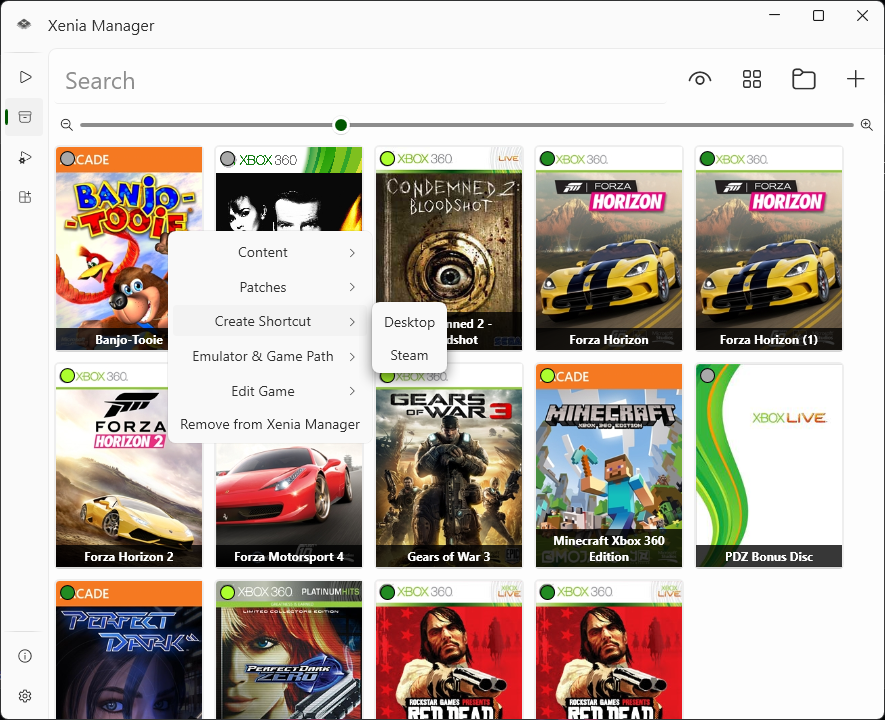 Xenia Manager
Search
CADE
XBOX 360
XBOX 360
LIVE
XBOX 360.
XBOX 360.
BANJO-
TOOIE
CONDEMNED 2:
BLOODSHOT
FORZA
HORIZON
FORZA
HORIZON
Content
Patches
Create Shortcut
Emulator & Game Path
Edit Game
Remove from Xenia Manager
Desktop
Steam
Banjo-Tooie
nned 2 -
dshot
SEGA
Forza Horizon
Forza Horizon (1)
XBOX 360.
XBOX 360.
CADE
FORZA
HORIZON 2
GEARS
OF WAR 3
MINECRAFT
XBOX 360 EDITION
XBOX LIVE
Forza Horizon 2
Forza Motorsport 4
Gears of War 3
Minecraft Xbox 360
Edition
MOJANG
PDZ Bonus Disc
CADE
XBOX 360
PLATINUM HITS
XBOX 360.
LIVE
XBOX 360.
LIVE
PERFECT
DARK
LIMITED COLLECTOR'S EDITION
PERFECT DARK
ZERO
ROCKSTAR GAMES PRESENTS
RED DEAD
ROCKSTAR GAMES PRESENTS
RED DEAD